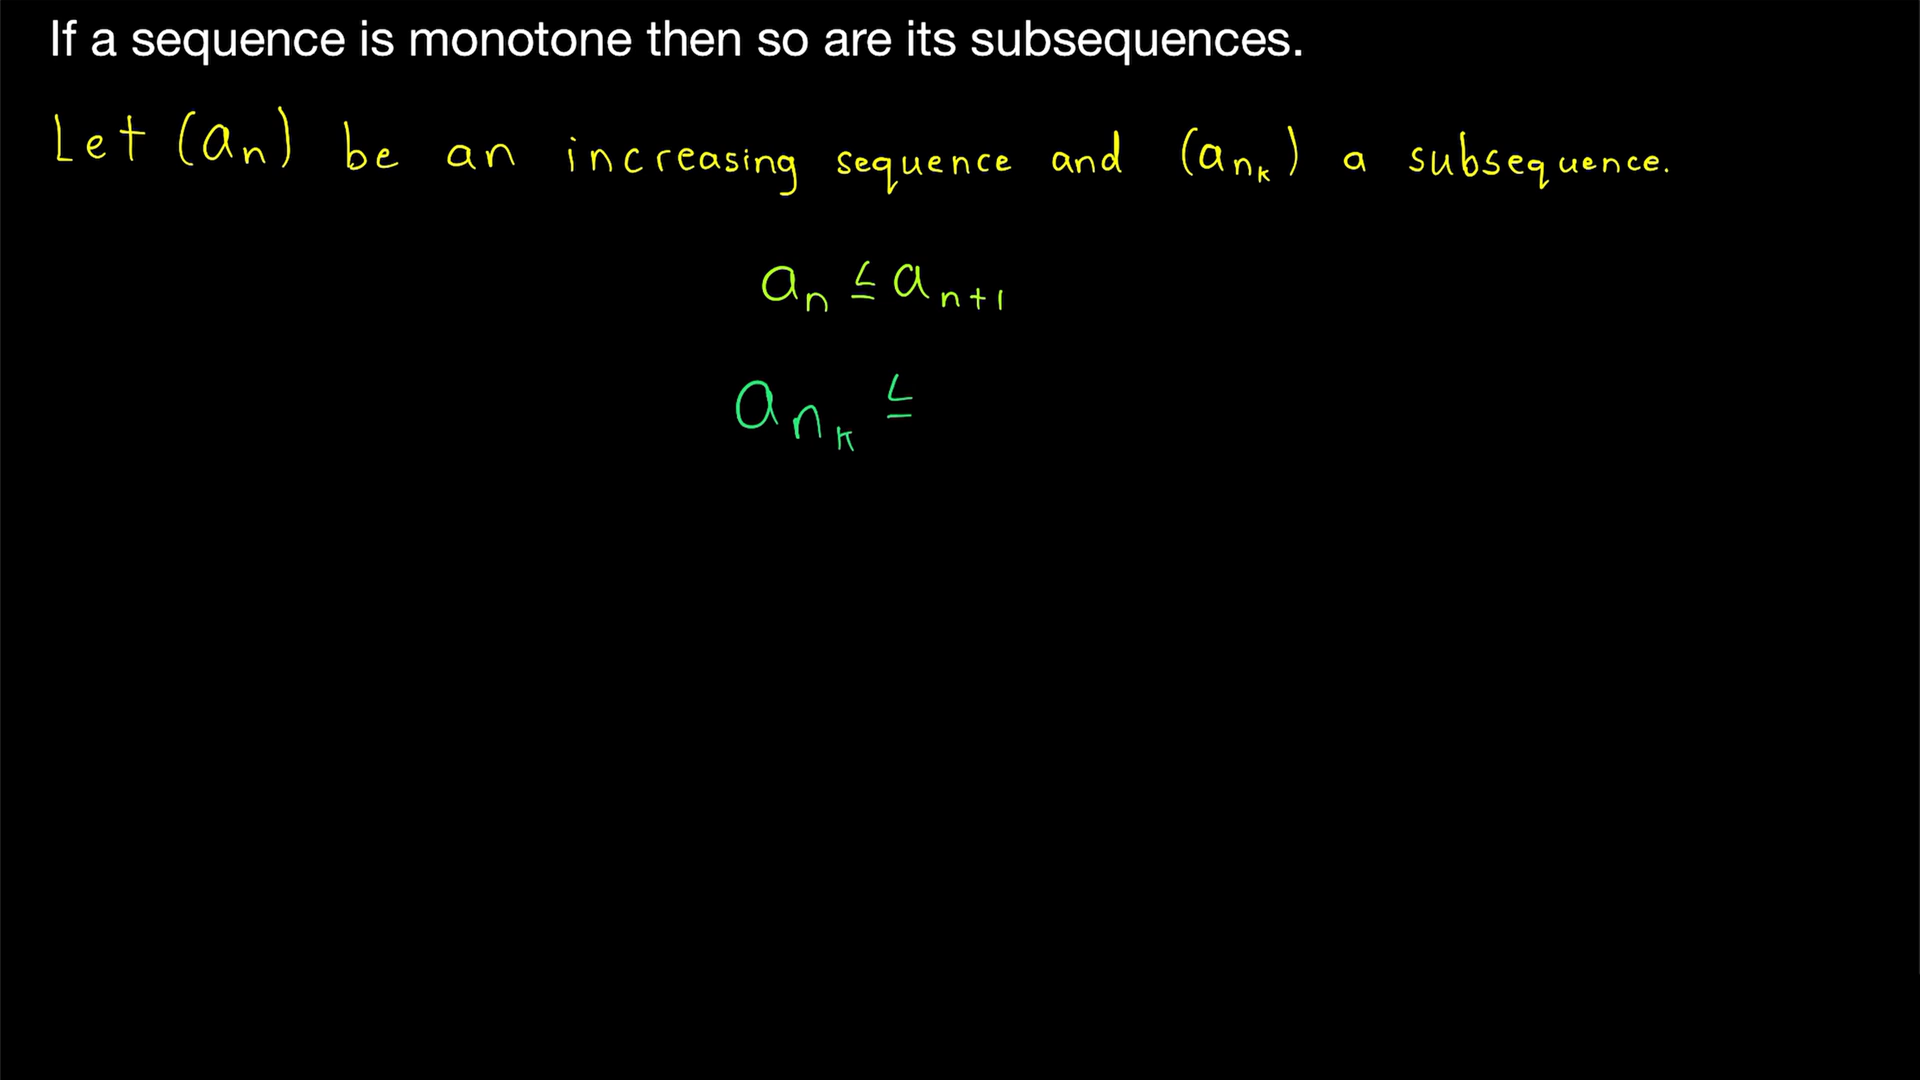 If a sequence is monotone then so are its subsequences.
Let (aₙ) be an increasing sequence and (aₙₖ) a subsequence.
aₙ ≤ aₙ₊₁
aₙₖ ≤